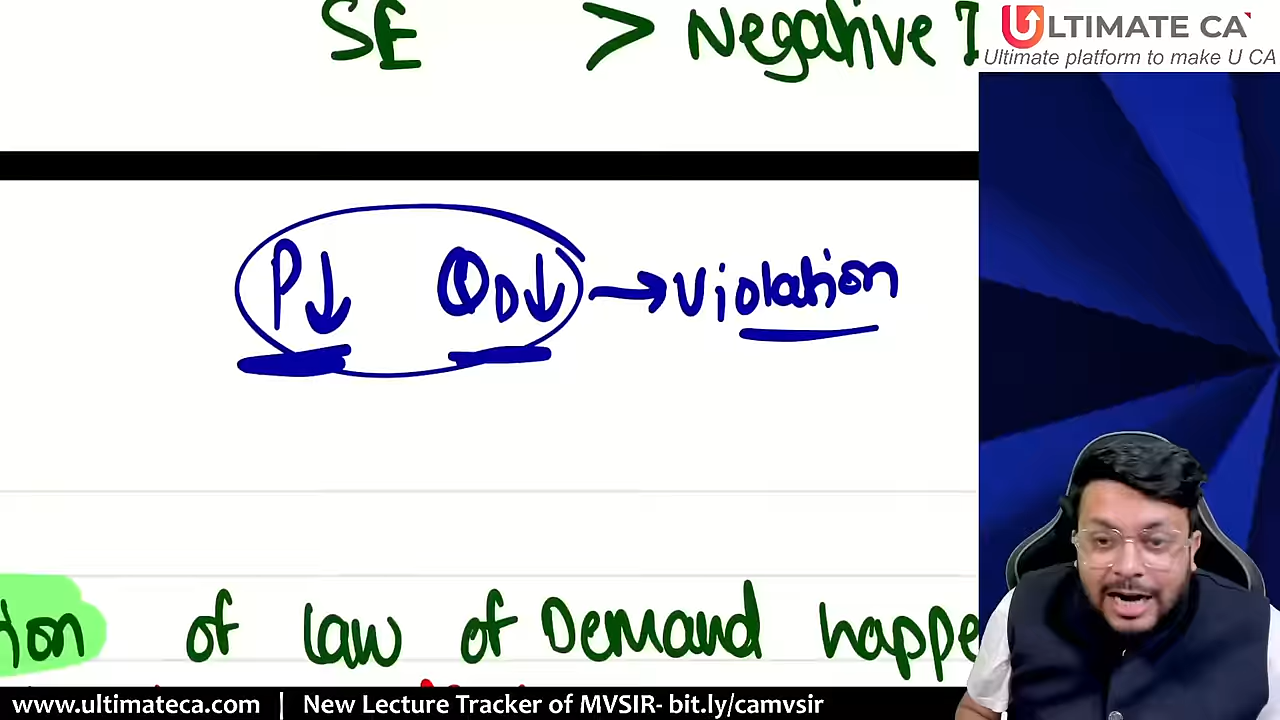 SE > Negative I
ULTIMATE CA
Ultimate platform to make U CA
P↓ QD↓ → Violation
of law of Demand happe
www.ultimateca.com | New Lecture Tracker of MVSIR- bit.ly/camvsir